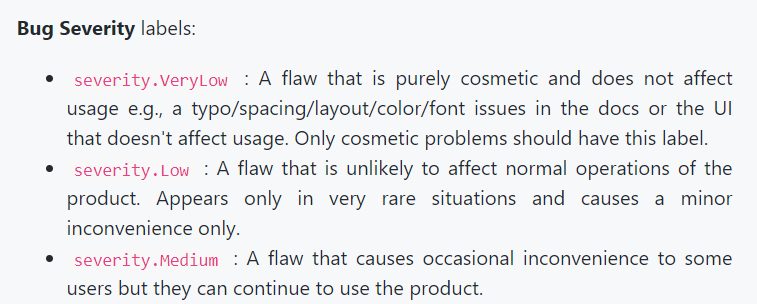 Bug Severity labels:
• severity.VeryLow : A flaw that is purely cosmetic and does not affect
usage e.g., a typo/spacing/layout/color/font issues in the docs or the UI
that doesn't affect usage. Only cosmetic problems should have this label.
• severity.Low : A flaw that is unlikely to affect normal operations of the
product. Appears only in very rare situations and causes a minor
inconvenience only.
• severity.Medium : A flaw that causes occasional inconvenience to some
users but they can continue to use the product.